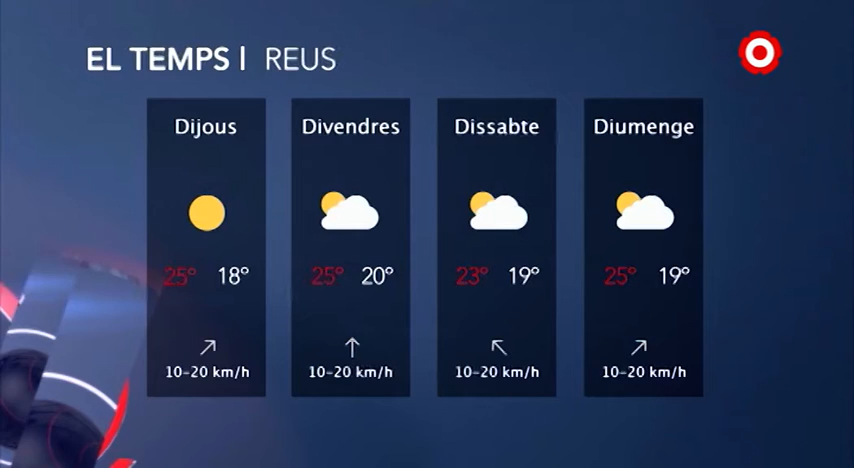 EL TEMPS | REUS
Dijous
25° 18°
10-20 km/h
Divendres
25° 20°
10-20 km/h
Dissabte
23° 19°
10-20 km/h
Diumenge
25° 19°
10-20 km/h